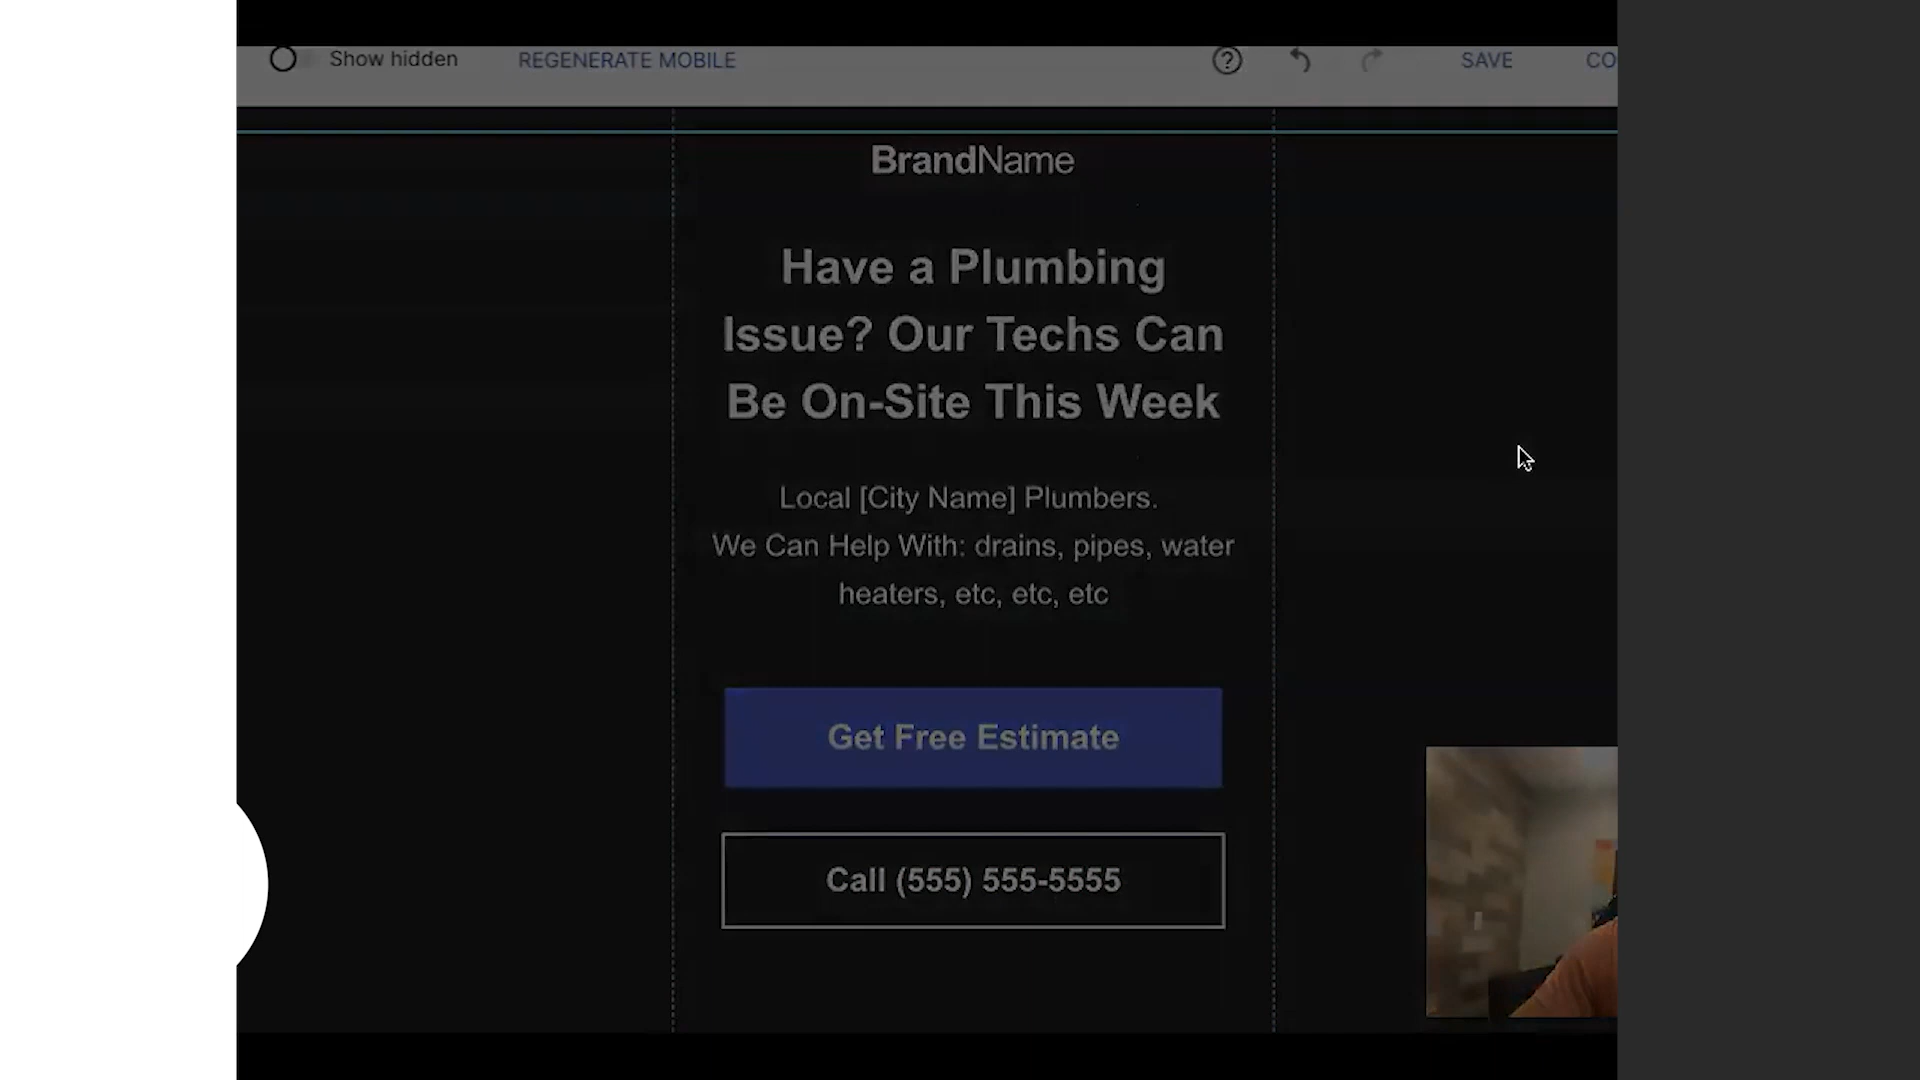 Show hidden
REGENERATE MOBILE
SAVE
CO
BrandName
Have a Plumbing
Issue? Our Techs Can
Be On-Site This Week
Local [City Name] Plumbers.
We Can Help With: drains, pipes, water
heaters, etc, etc, etc
Get Free Estimate
Call (555) 555-5555